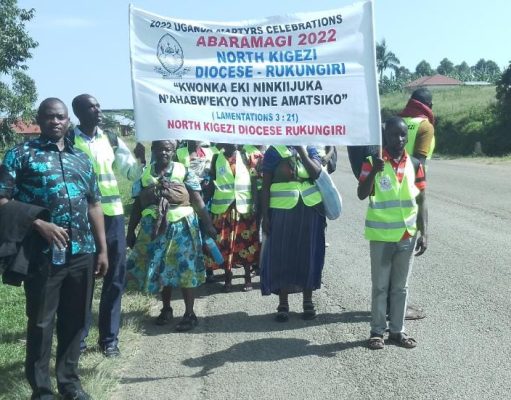 2022 UGANDA MARTYRS CELEBRATIONS
ABARAMAGI 2022
NORTH KIGEZI
DIOCESE - RUKUNGIRI
"KWONKA EKI NINKIIJUKA
N'AHABW'EKYO NYINE AMATSIKO"
(LAMENTATIONS 3 : 21)
NORTH KIGEZI DIOCESE RUKUNGIRI